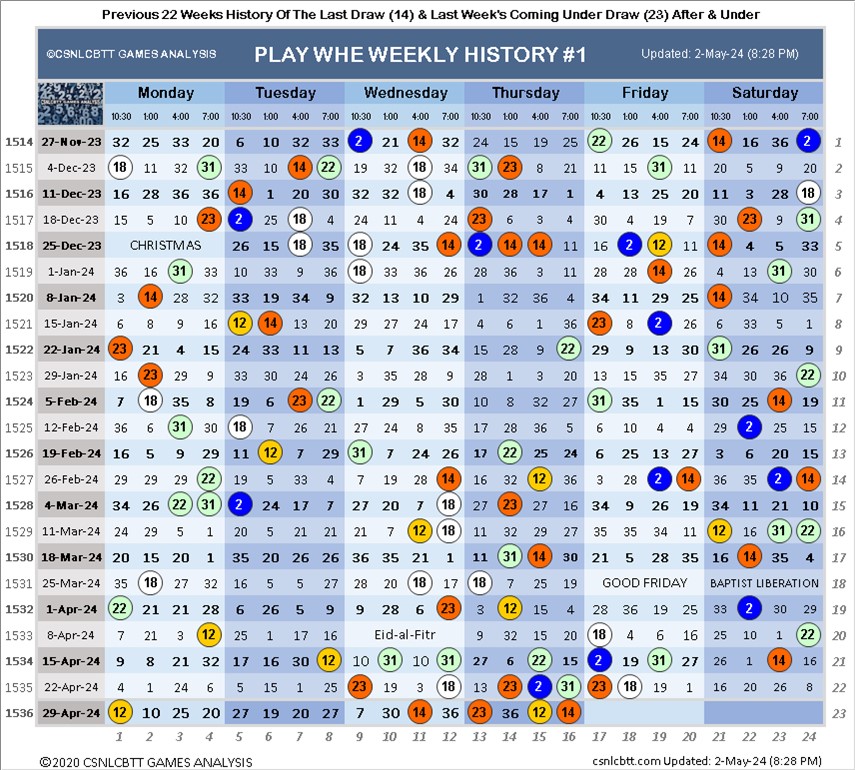 Previous 22 Weeks History Of The Last Draw (14) & Last Week's Coming Under Draw (23) After & Under
©CSNLCBTT GAMES ANALYSIS PLAY WHE WEEKLY HISTORY #1 Updated: 2-May-24 (8:28 PM)
CSNLCBTT GAMES ANALYSIS Monday Tuesday Wednesday Thursday Friday Saturday
10:30 1:00 4:00 7:00 10:30 1:00 4:00 7:00 10:30 1:00 4:00 7:00 10:30 1:00 4:00 7:00 10:30 1:00 4:00 7:00 10:30 1:00 4:00 7:00
1514 27-Nov-23 32 25 33 20 6 10 32 33 2 21 14 32 24 15 19 25 22 26 15 24 14 16 36 2 1
1515 4-Dec-23 18 11 32 31 33 10 14 22 19 32 18 34 31 23 8 21 11 19 31 11 20 5 9 20 2
1516 11-Dec-23 16 28 36 36 14 1 20 30 32 32 18 4 30 28 17 1 4 13 25 20 11 3 28 18 3
1517 18-Dec-23 15 5 10 23 2 25 18 4 24 11 4 24 23 6 3 4 30 4 19 7 30 23 9 31 4
1518 25-Dec-23 CHRISTMAS 26 15 18 35 18 24 35 14 2 14 14 11 16 2 12 11 14 4 5 33 5
1519 1-Jan-24 36 16 31 33 10 33 9 36 18 33 12 26 28 36 3 11 28 28 14 26 4 13 31 30 6
1520 8-Jan-24 3 14 28 32 33 19 34 9 32 13 10 29 1 32 36 4 34 11 29 25 14 34 10 35 7
1521 15-Jan-24 6 8 9 16 12 14 13 20 29 27 24 17 4 6 1 36 23 8 2 26 6 33 5 1 8
1522 22-Jan-24 23 21 4 15 24 33 11 13 5 7 36 34 15 28 9 22 29 9 13 30 31 26 26 9 9
1523 29-Jan-24 16 23 29 9 33 30 24 26 3 35 28 9 28 1 3 20 13 15 35 27 34 30 36 22 10
1524 5-Feb-24 7 18 35 8 19 6 23 22 1 29 5 30 10 8 32 27 31 35 1 15 30 25 14 19 11
1525 12-Feb-24 36 6 31 30 18 7 26 21 27 24 8 35 17 28 36 5 6 10 4 4 29 2 25 15 12
1526 19-Feb-24 16 5 9 29 11 12 7 29 31 7 24 26 17 22 25 24 6 25 13 27 3 6 20 15 13
1527 26-Feb-24 29 29 29 22 19 5 33 4 7 19 28 14 16 32 12 4 3 28 2 14 25 36 2 14 14
1528 4-Mar-24 34 26 22 31 2 24 17 7 27 20 7 18 27 23 27 4 34 9 26 19 34 11 21 10 15
1529 11-Mar-24 24 29 5 1 20 5 21 21 9 21 12 18 11 32 29 27 35 35 34 11 12 16 31 22 16
1530 18-Mar-24 20 15 20 1 35 20 26 26 36 35 21 1 11 31 14 30 21 5 28 35 16 14 35 4 17
1531 25-Mar-24 35 18 27 32 16 5 5 27 28 20 18 17 18 7 25 19 GOOD FRIDAY BAPTIST LIBERATION 18
1532 1-Apr-24 22 21 21 28 6 26 5 9 9 28 6 23 3 12 15 4 28 36 19 25 33 2 30 29 19
1533 8-Apr-24 7 21 3 12 25 1 17 16 Eid-al-Fitr 9 32 15 20 18 4 6 16 25 10 1 22 20
1534 15-Apr-24 9 8 21 32 17 16 30 12 10 31 10 31 27 6 22 15 2 19 31 27 26 1 23 16 21
1535 22-Apr-24 4 1 24 6 5 8 1 25 23 19 3 18 13 23 2 31 23 18 19 1 16 20 26 8 22
1536 29-Apr-24 12 10 25 20 27 19 20 27 7 30 14 36 23 36 12 14 23
1 2 3 4 5 6 7 8 9 10 11 12 13 14 15 16 17 18 19 20 21 22 23 24
©2020 CSNLCBTT GAMES ANALYSIS csnlcbtt.com Updated: 2-May-24 (8:28 PM)